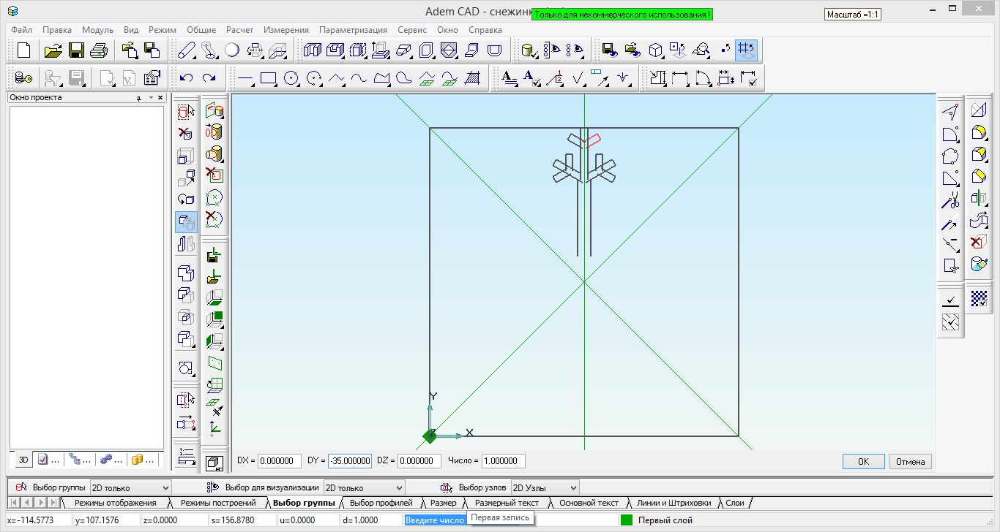 Adem CAD - снежинк
Только для некоммерческого использования !
Масштаб =1:1
Файл Правка Модуль Вид Режим Общие Расчет Измерения Параметризация Сервис Окно Справка
Окно проекта
Y
Z
X
3D ... ... ... ...
DX = 0.000000 DY = -35.000000 DZ = 0.000000 Число = 1.000000 OK Отмена
Выбор группы 2D только Выбор для визуализации 2D только Выбор узлов 2D Узлы
Режимы отображения Режимы построений Выбор группы Выбор профилей Размер Размерный текст Основной текст Линии и Штриховки Слои
x=-114.5773 y=107.1576 z=0.0000 s=156.8780 u=0.0000 d=1.0000 Введите число Первая запись Первый слой